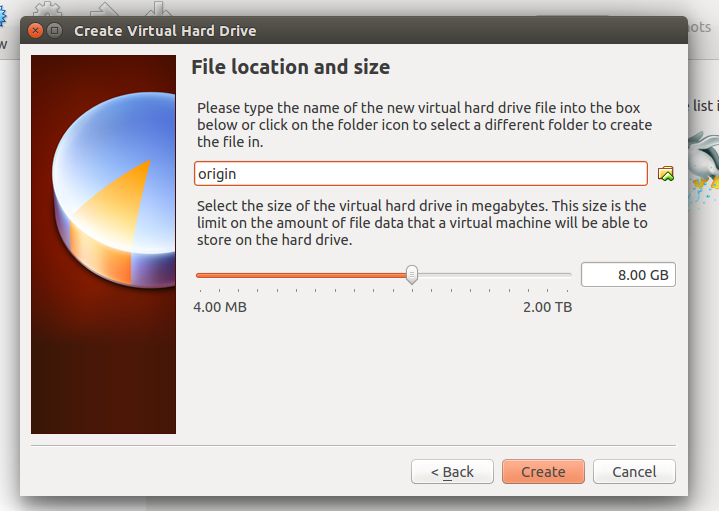 Create Virtual Hard Drive
File location and size
Please type the name of the new virtual hard drive file into the box
below or click on the folder icon to select a different folder to create
the file in.
origin
Select the size of the virtual hard drive in megabytes. This size is the
limit on the amount of file data that a virtual machine will be able to
store on the hard drive.
8.00 GB
4.00 MB
2.00 TB
< Back
Create
Cancel